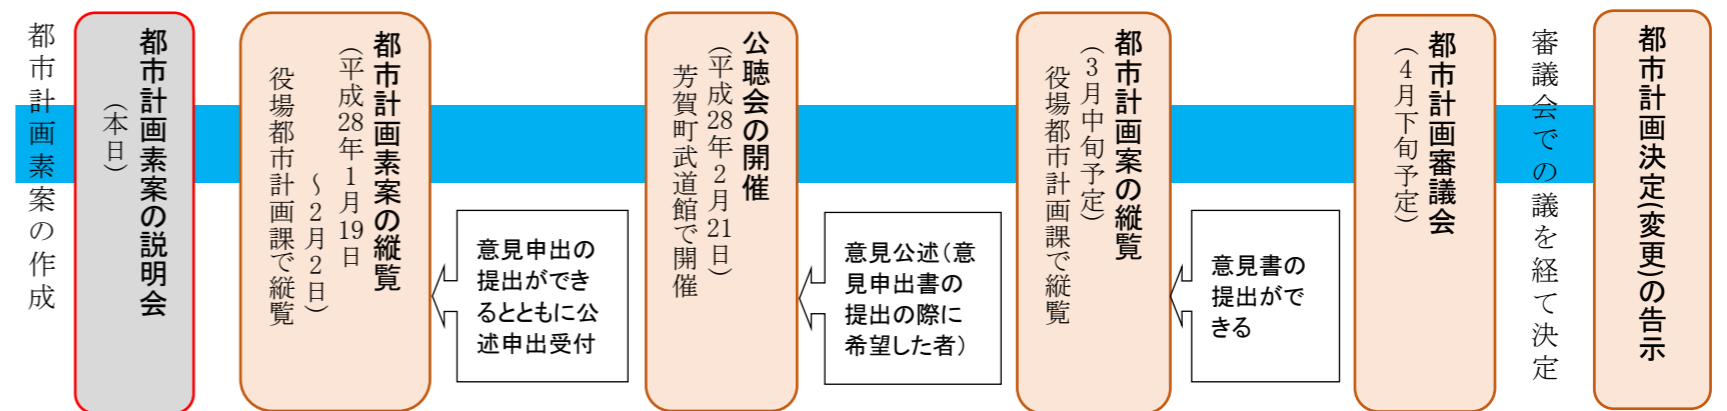 都市計画素案の作成
都市計画素案の説明会
（本日）
都市計画素案の縦覧
（平成28年1月19日
～2月2日）
役場都市計画課で縦覧
意見申出の
提出ができ
るとともに公
述申出受付
公聴会の開催
（平成28年2月21日）
芳賀町武道館で開催
意見公述（意
見申出書の
提出の際に
希望した者）
都市計画案の縦覧
（3月中旬予定）
役場都市計画課で縦覧
意見書の
提出がで
きる
都市計画審議会
（4月下旬予定）
審議会での議を経て決定
都市計画決定(変更)の告示